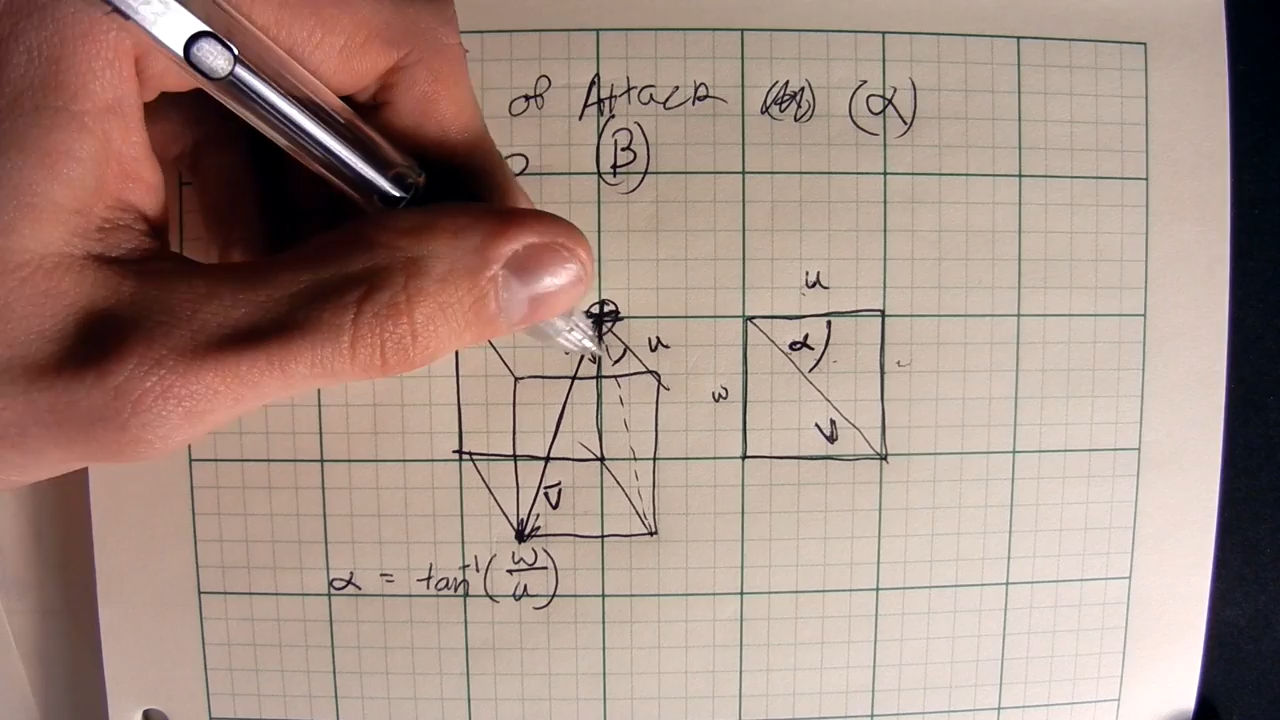 of Attack (α)
(B)
u
u
α
w
V
V̄
α = tan⁻¹(w/u)